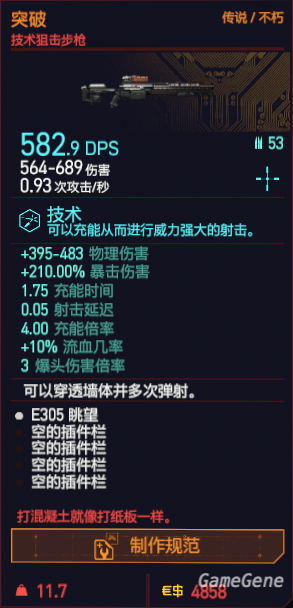 突破
传说 / 不朽
技术狙击步枪
582.9 DPS
53
564-689 伤害
0.93 次攻击/秒
技术
可以充能从而进行威力强大的射击。
+395-483 物理伤害
+210.00% 暴击伤害
1.75 充能时间
0.05 射击延迟
4.00 充能倍率
+10% 流血几率
3 爆头伤害倍率
可以穿透墙体并多次弹射。
E305 眺望
空的插件栏
空的插件栏
空的插件栏
空的插件栏
打混凝土就像打纸板一样。
制作规范
11.7
€$ 4858
GameGene